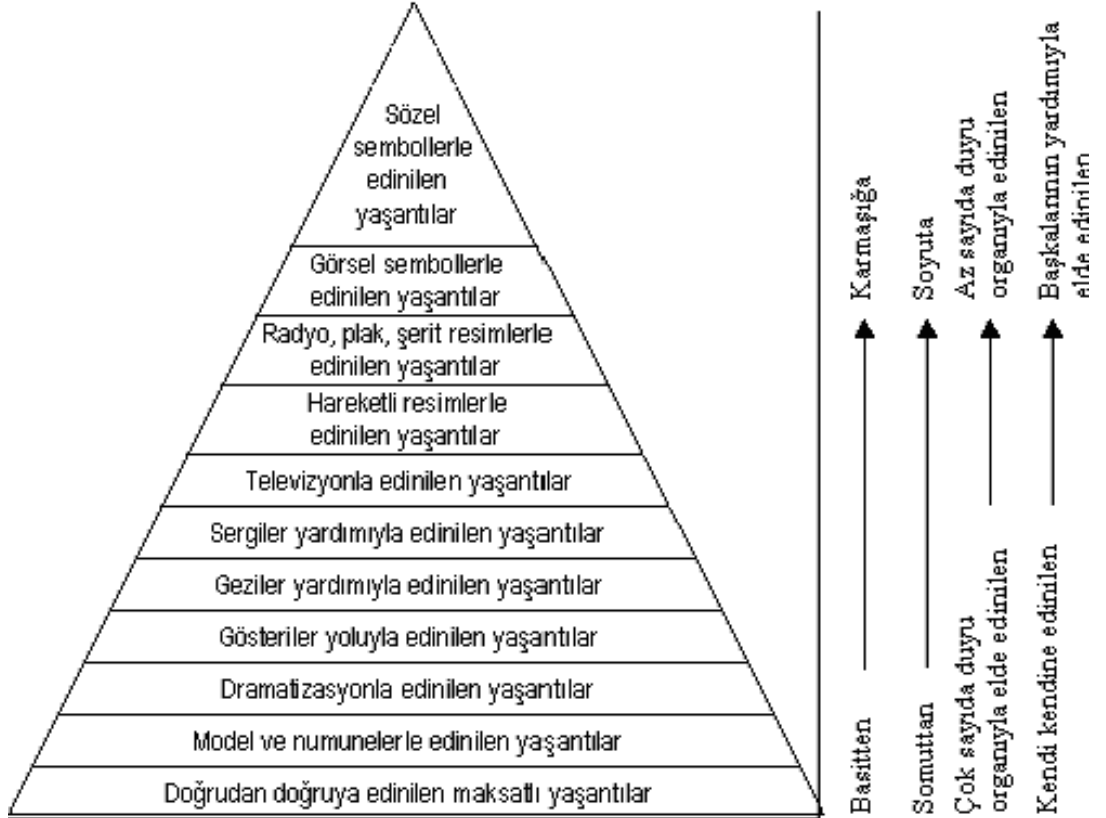 Sözel
sembollerle
edinilen
yaşantılar
Görsel sembollerle
edinilen yaşantılar
Radyo, plak, şerit resimlerle
edinilen yaşantılar
Hareketli resimlerle
edinilen yaşantılar
Televizyonla edinilen yaşantılar
Sergiler yardımıyla edinilen yaşantılar
Geziler yardımıyla edinilen yaşantılar
Gösteriler yoluyla edinilen yaşantılar
Dramatizasyonla edinilen yaşantılar
Model ve numunelerle edinilen yaşantılar
Doğrudan doğruya edinilen maksatlı yaşantılar
Basitten
Karmaşığa
Somuttan
Soyuta
Çok sayıda duyu
organıyla elde edinilen
Az sayıda duyu
organıyla edinilen
Kendi kendine edinilen
Başkalarının yardımıyla
elde edinilen